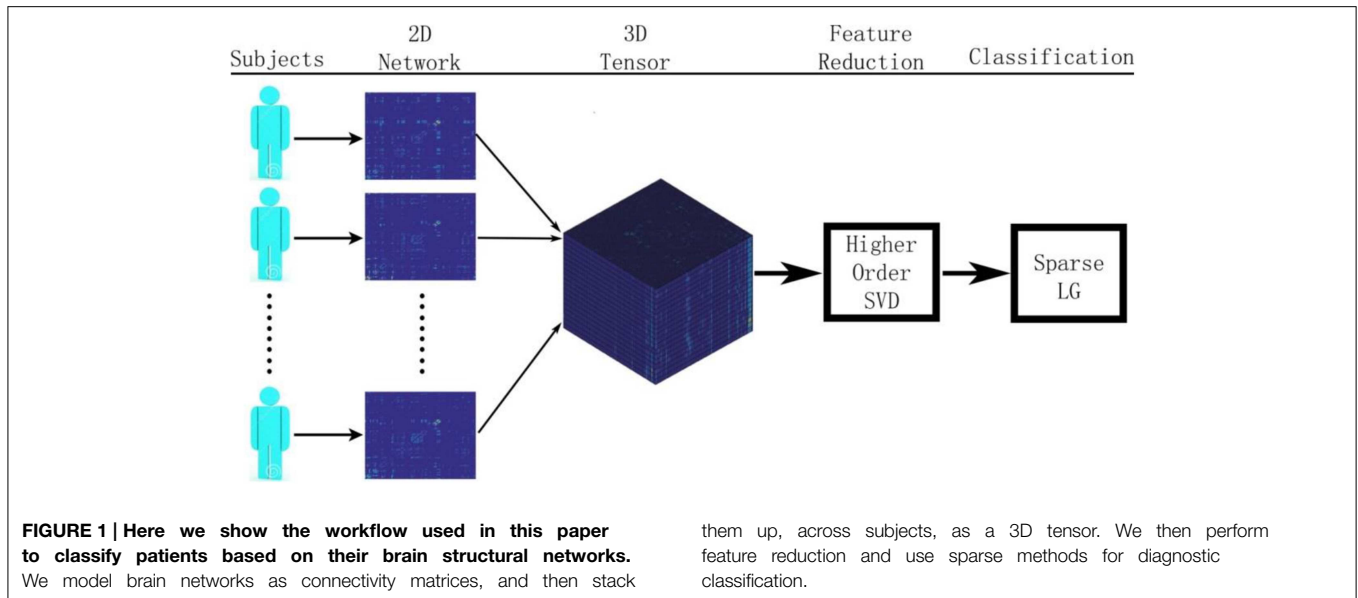 Subjects
2D
Network
3D
Tensor
Feature
Reduction
Classification
Higher
Order
SVD
Sparse
LG
FIGURE 1 | Here we show the workflow used in this paper
to classify patients based on their brain structural networks.
We model brain networks as connectivity matrices, and then stack
them up, across subjects, as a 3D tensor. We then perform
feature reduction and use sparse methods for diagnostic
classification.